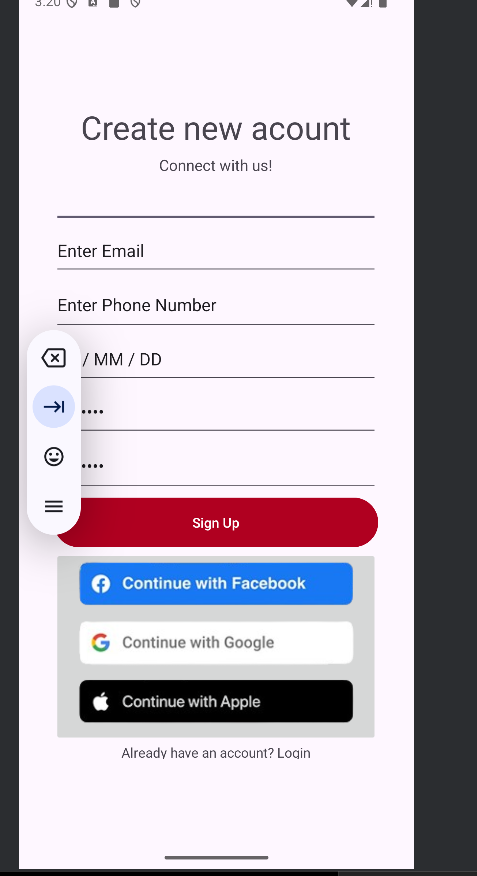 3:20
Create new acount
Connect with us!
Enter Email
Enter Phone Number
/ MM / DD
••••
••••
Sign Up
Continue with Facebook
Continue with Google
Continue with Apple
Already have an account? Login